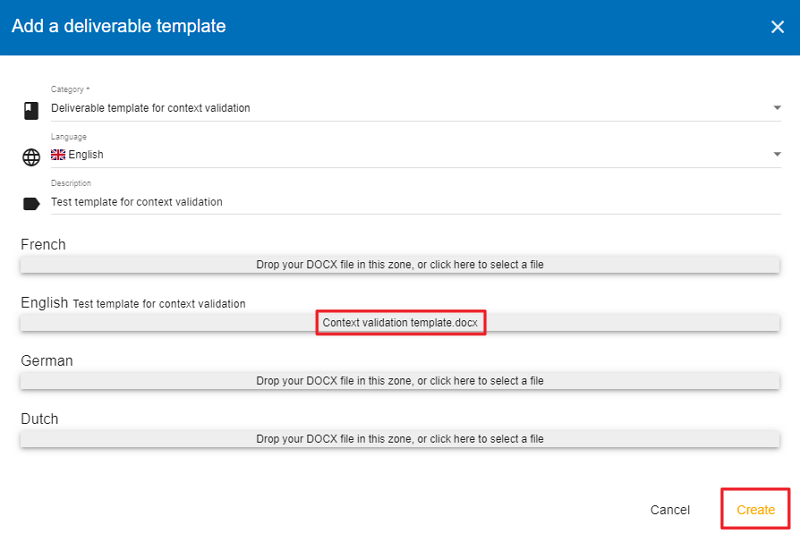 Add a deliverable template
Category *
Deliverable template for context validation
Language
English
Description
Test template for context validation
French
Drop your DOCX file in this zone, or click here to select a file
English Test template for context validation
Context validation template.docx
German
Drop your DOCX file in this zone, or click here to select a file
Dutch
Drop your DOCX file in this zone, or click here to select a file
Cancel Create